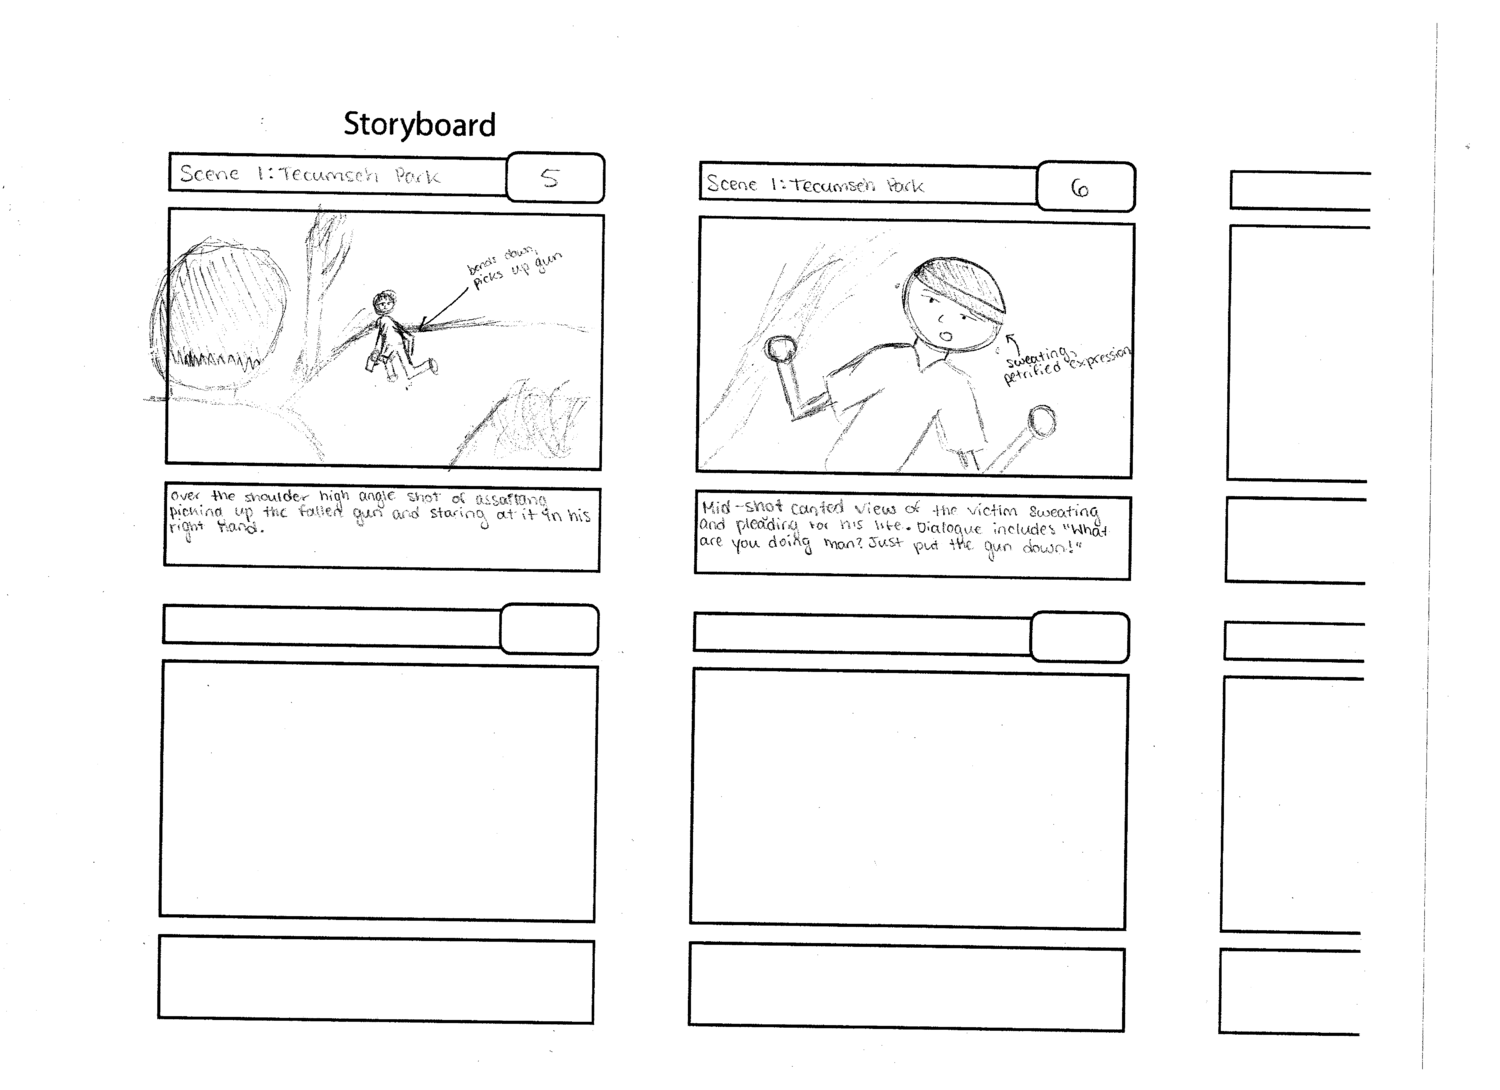 Storyboard
Scene 1: Tecumseh Park
5
bends down,
picks up gun
over the shoulder high angle shot of assailand
picking up the fallen gun and staring at it in his
right hand.
Scene 1: Tecumseh Park
6
sweating,
petrified expression
Mid-shot canted view of the victim sweating
and pleading for his life. Dialogue includes "What
are you doing man? Just put the gun down!"